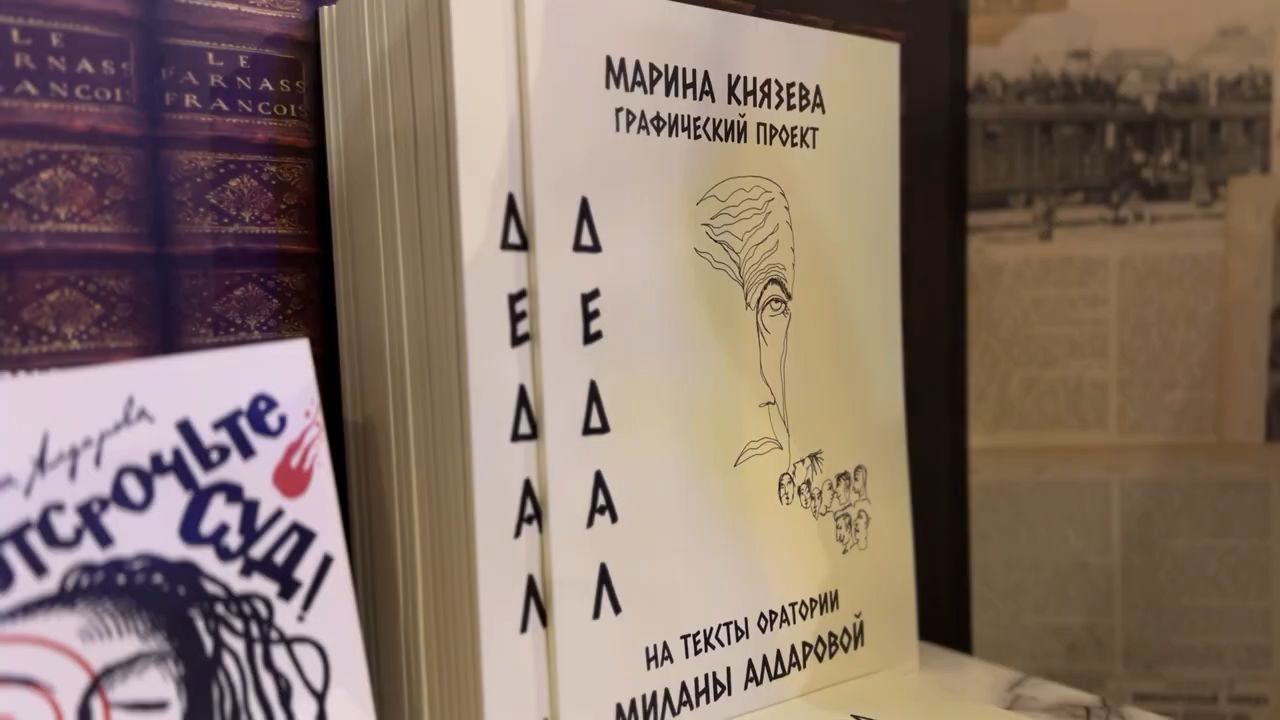 LE
PARNASSE
FRANCOIS
LE
PARNASSE
FRANCOIS
МАРИНА КНЯЗЕВА
ГРАФИЧЕСКИЙ ПРОЕКТ
ДЕДАЛ
ДЕДАЛ
НА ТЕКСТЫ ОРАТОРИИ
МИЛАНЫ АЛДАРОВОЙ
Алдарова
ОТСРОЧЬТЕ
СУД!